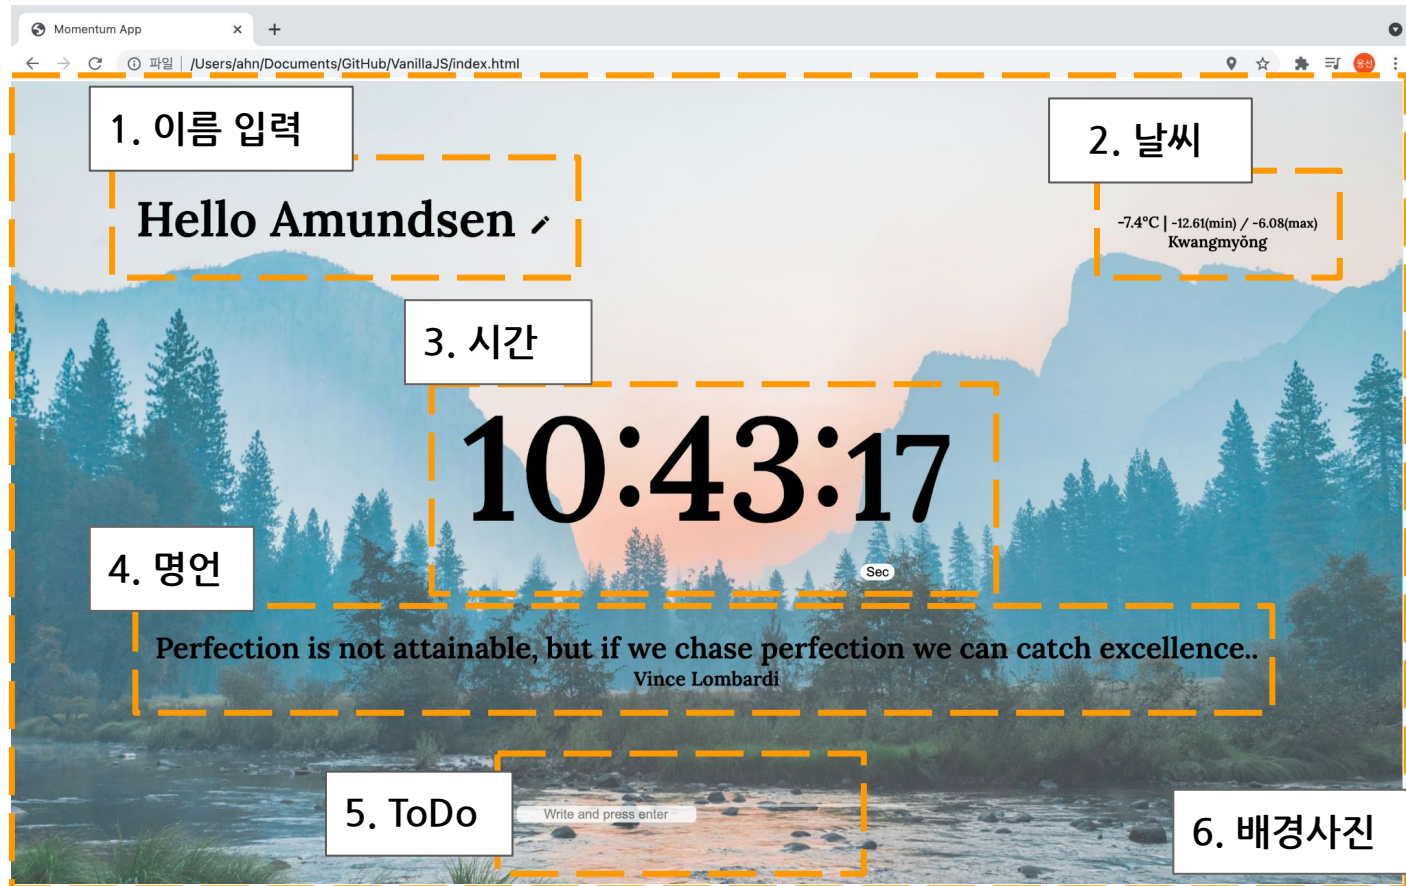 Momentum App
파일 | /Users/ahn/Documents/GitHub/VanillaJS/index.html
웅선
1. 이름 입력
2. 날씨
Hello Amundsen
-7.4°C | -12.61(min) / -6.08(max)
Kwangmyŏng
3. 시간
10:43:17
Sec
4. 명언
Perfection is not attainable, but if we chase perfection we can catch excellence..
Vince Lombardi
5. ToDo
Write and press enter
6. 배경사진